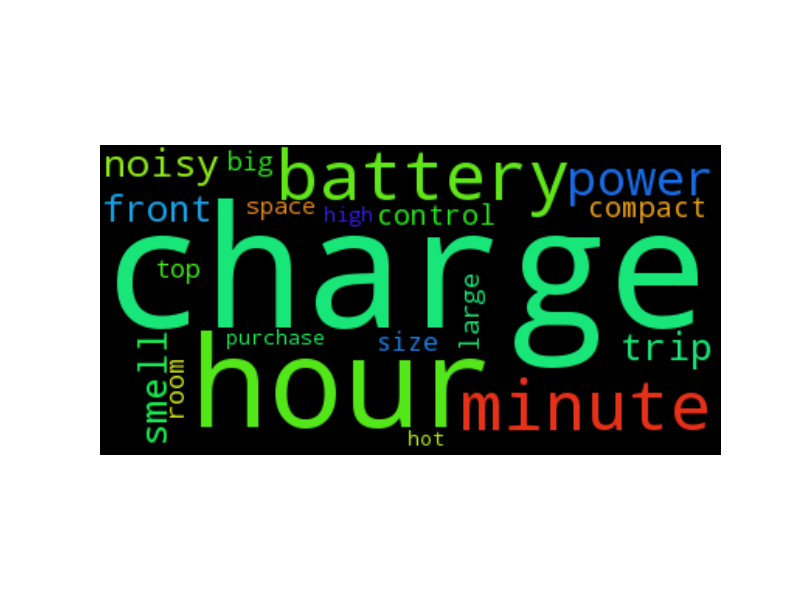 noisy big battery power
front space high control compact
charge
top
large
hour
purchase size trip
smell
room
minute
hot